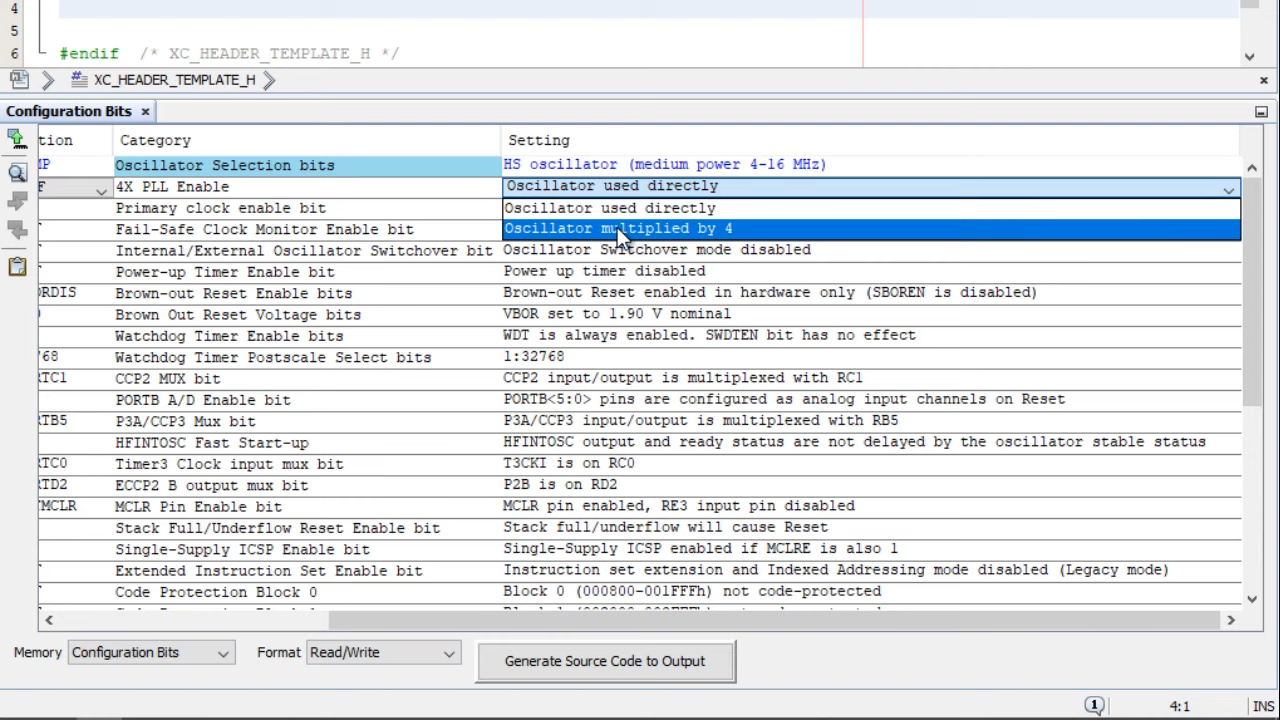 4
5
6 #endif /* XC_HEADER_TEMPLATE_H */
XC_HEADER_TEMPLATE_H
Configuration Bits
tion Category Setting
MP Oscillator Selection bits HS oscillator (medium power 4-16 MHz)
F 4X PLL Enable Oscillator used directly
Primary clock enable bit Oscillator used directly
Fail-Safe Clock Monitor Enable bit Oscillator multiplied by 4
Internal/External Oscillator Switchover bit Oscillator Switchover mode disabled
Power-up Timer Enable bit Power up timer disabled
ORDIS Brown-out Reset Enable bits Brown-out Reset enabled in hardware only (SBOREN is disabled)
Brown Out Reset Voltage bits VBOR set to 1.90 V nominal
Watchdog Timer Enable bits WDT is always enabled. SWDTEN bit has no effect
768 Watchdog Timer Postscale Select bits 1:32768
RTC1 CCP2 MUX bit CCP2 input/output is multiplexed with RC1
PORTB A/D Enable bit PORTB<5:0> pins are configured as analog input channels on Reset
RTB5 P3A/CCP3 Mux bit P3A/CCP3 input/output is multiplexed with RB5
HFINTOSC Fast Start-up HFINTOSC output and ready status are not delayed by the oscillator stable status
RTC0 Timer3 Clock input mux bit T3CKI is on RC0
RTD2 ECCP2 B output mux bit P2B is on RD2
TMCLR MCLR Pin Enable bit MCLR pin enabled, RE3 input pin disabled
Stack Full/Underflow Reset Enable bit Stack full/underflow will cause Reset
Single-Supply ICSP Enable bit Single-Supply ICSP enabled if MCLRE is also 1
Extended Instruction Set Enable bit Instruction set extension and Indexed Addressing mode disabled (Legacy mode)
Code Protection Block 0 Block 0 (000800-001FFFh) not code-protected
Memory Configuration Bits Format Read/Write Generate Source Code to Output
1 4:1 INS